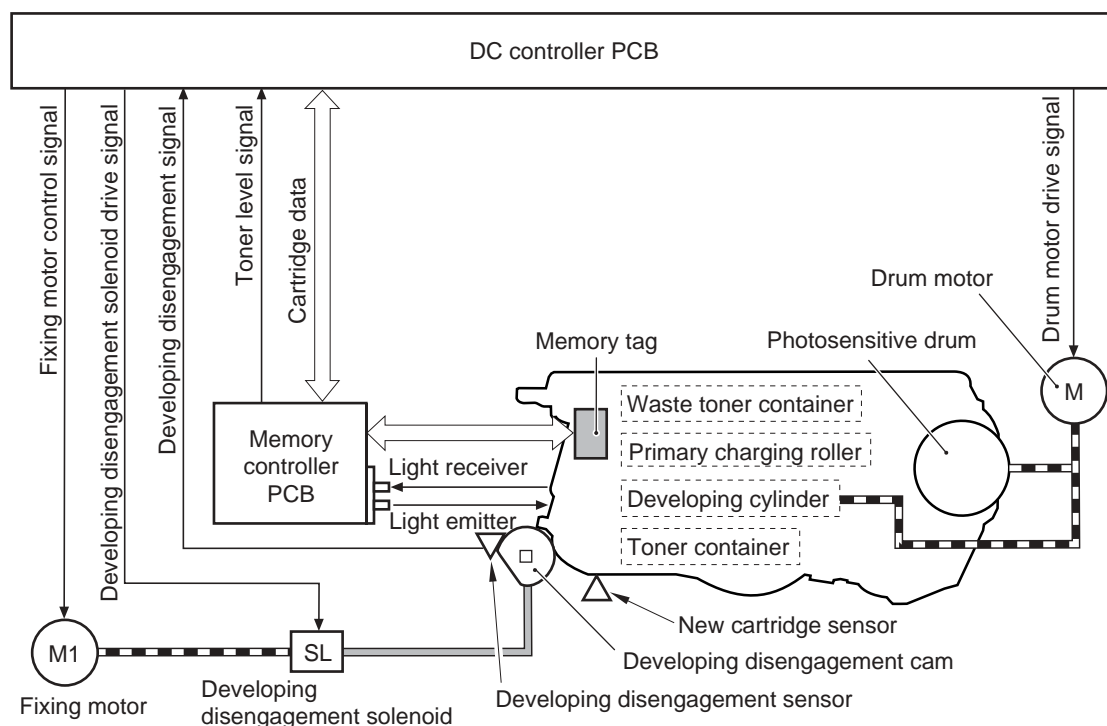 DC controller PCB
Fixing motor control signal
Developing disengagement solenoid drive signal
Developing disengagement signal
Toner level signal
Cartridge data
Drum motor drive signal
Drum motor
Memory tag
Photosensitive drum
M
Waste toner container
Memory
controller
PCB
Primary charging roller
Light receiver
Developing cylinder
Light emitter
Toner container
New cartridge sensor
M1
SL
Developing disengagement cam
Developing
disengagement solenoid
Developing disengagement sensor
Fixing motor